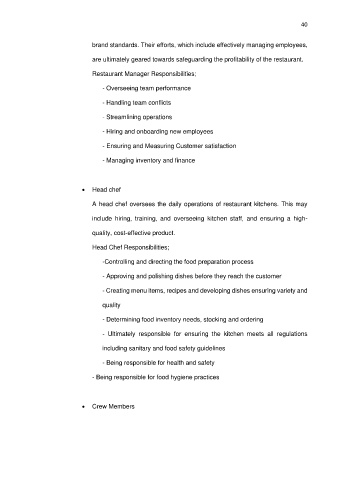 40
brand standards. Their efforts, which include effectively managing employees,
are ultimately geared towards safeguarding the profitability of the restaurant.
Restaurant Manager Responsibilities;
- Overseeing team performance
- Handling team conflicts
- Streamlining operations
- Hiring and onboarding new employees
- Ensuring and Measuring Customer satisfaction
- Managing inventory and finance
• Head chef
A head chef oversees the daily operations of restaurant kitchens. This may
include hiring, training, and overseeing kitchen staff, and ensuring a high-
quality, cost-effective product.
Head Chef Responsibilities;
-Controlling and directing the food preparation process
- Approving and polishing dishes before they reach the customer
- Creating menu items, recipes and developing dishes ensuring variety and
quality
- Determining food inventory needs, stocking and ordering
- Ultimately responsible for ensuring the kitchen meets all regulations
including sanitary and food safety guidelines
- Being responsible for health and safety
- Being responsible for food hygiene practices
• Crew Members